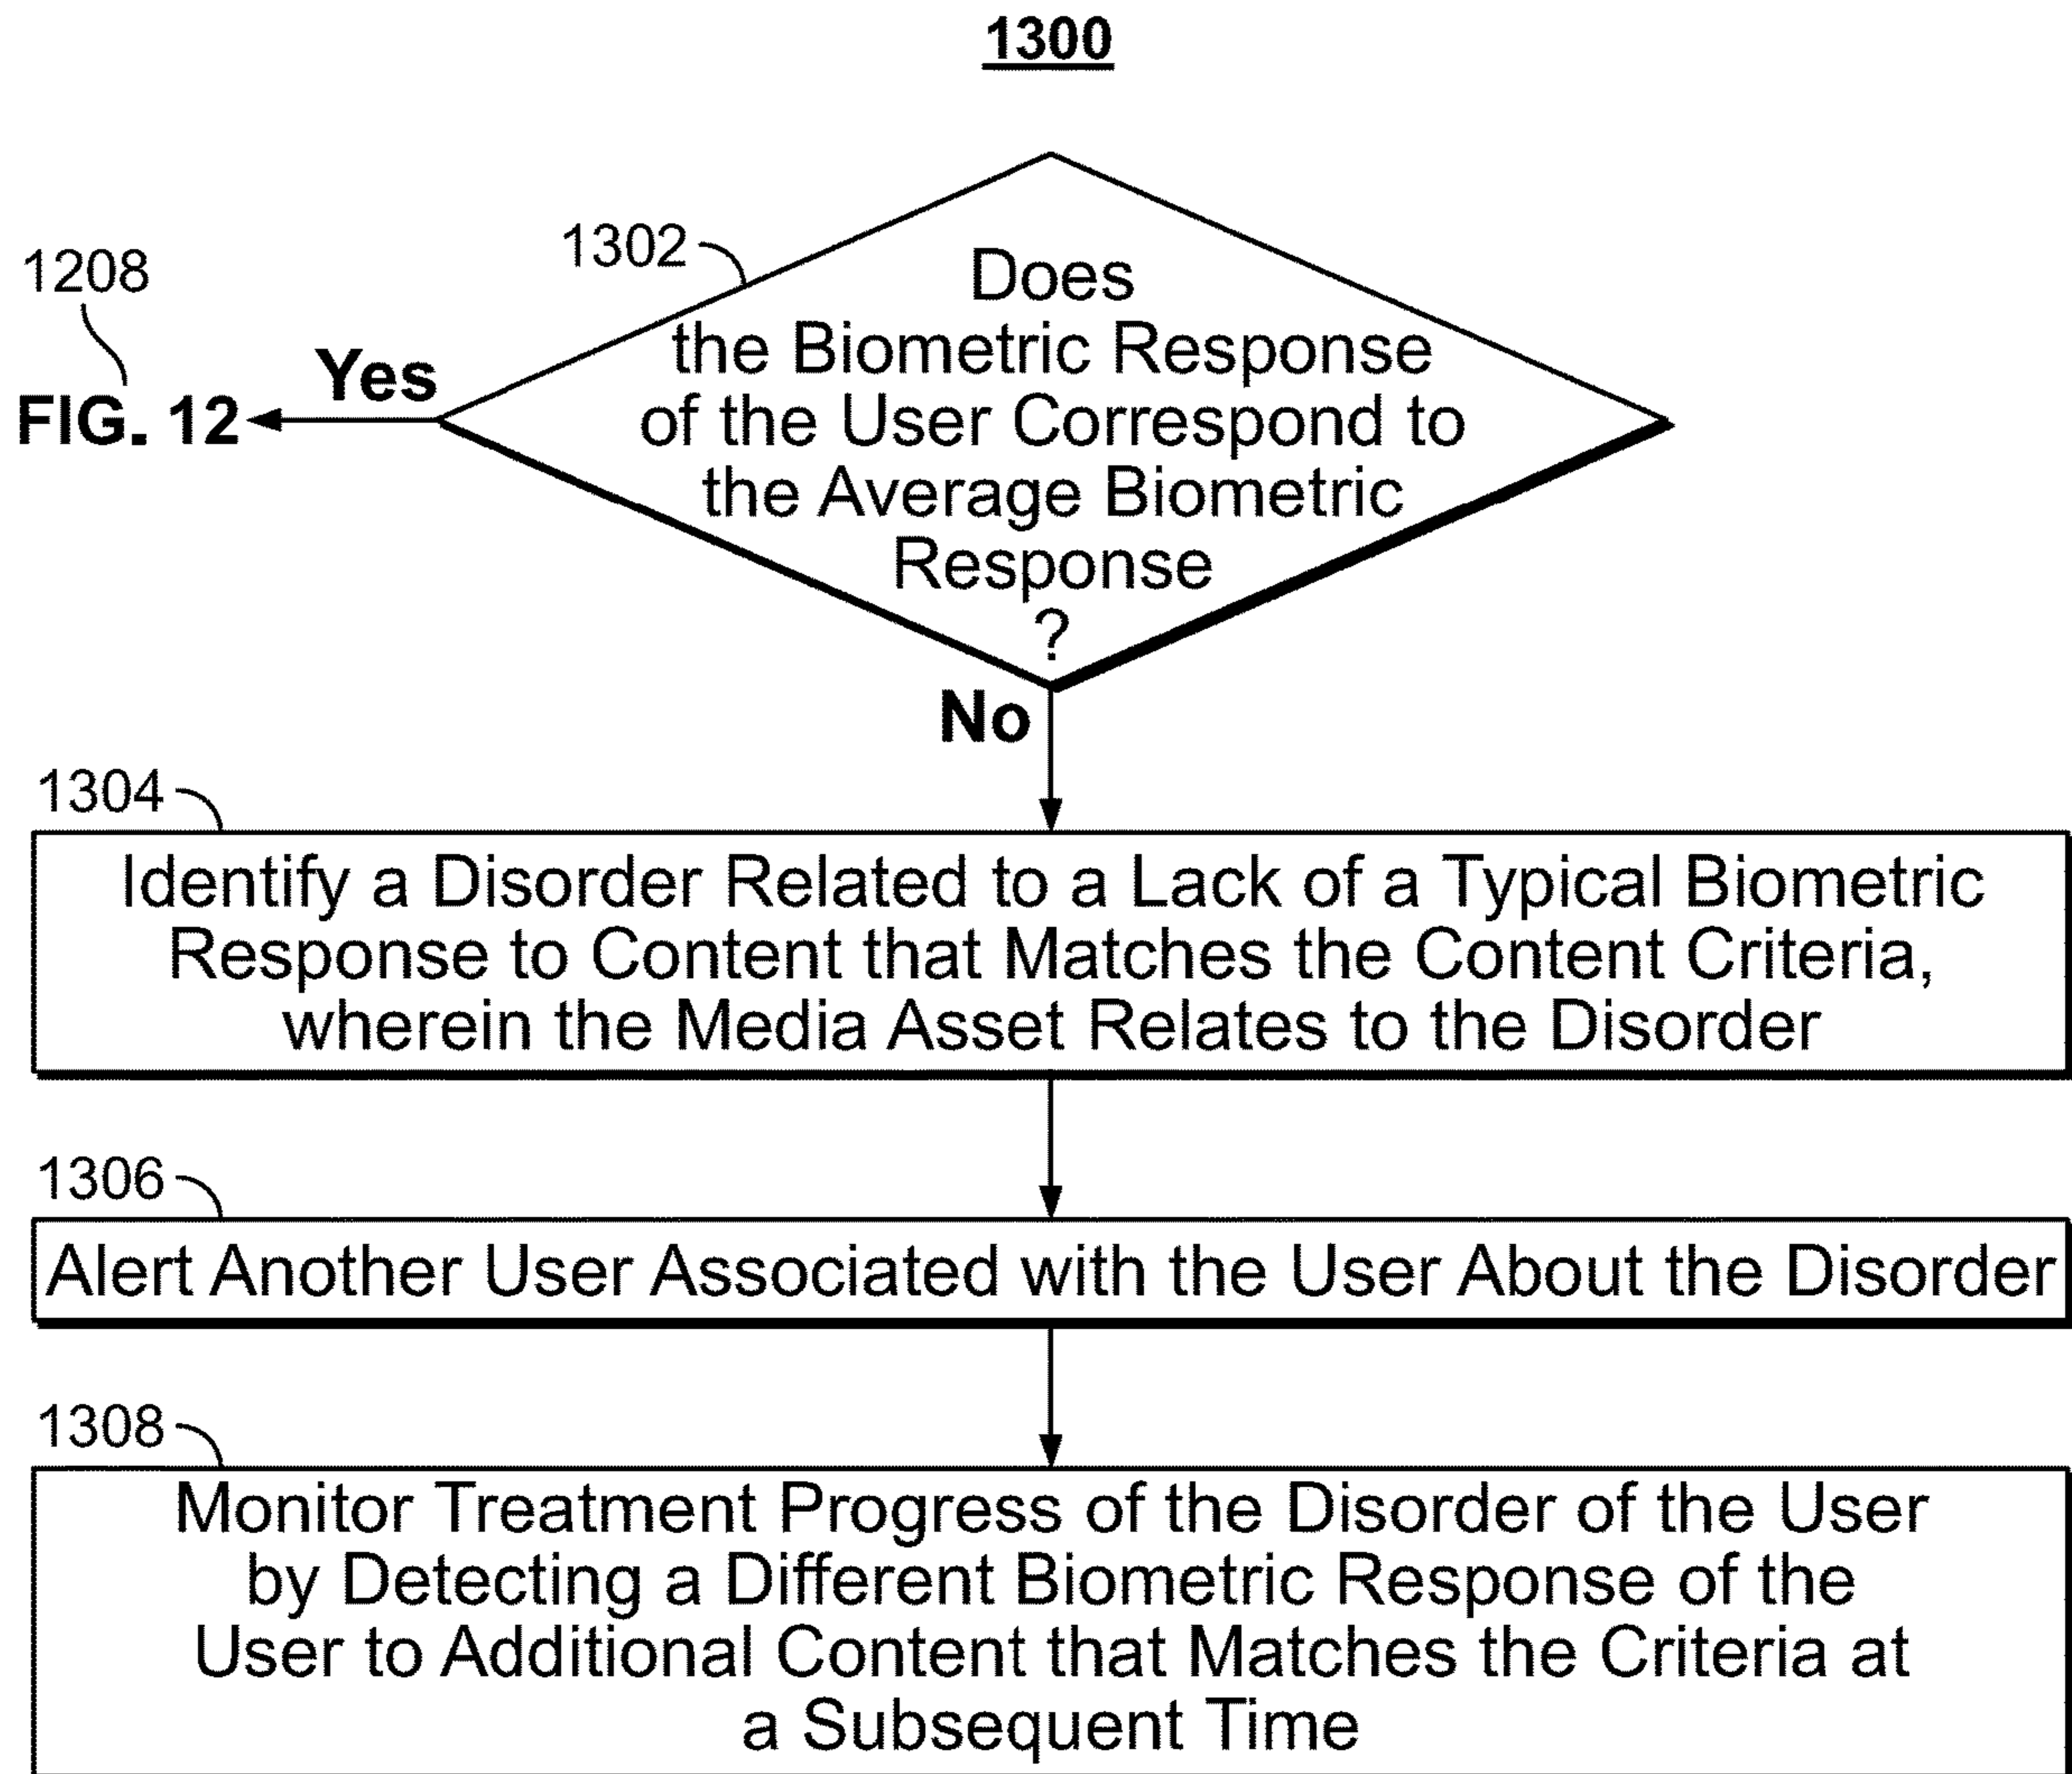 1300
1302
Does
the Biometric Response
of the User Correspond to
the Average Biometric
Response
?
1208
Yes
FIG. 12
No
1304
Identify a Disorder Related to a Lack of a Typical Biometric
Response to Content that Matches the Content Criteria,
wherein the Media Asset Relates to the Disorder
1306
Alert Another User Associated with the User About the Disorder
1308
Monitor Treatment Progress of the Disorder of the User
by Detecting a Different Biometric Response of the
User to Additional Content that Matches the Criteria at
a Subsequent Time